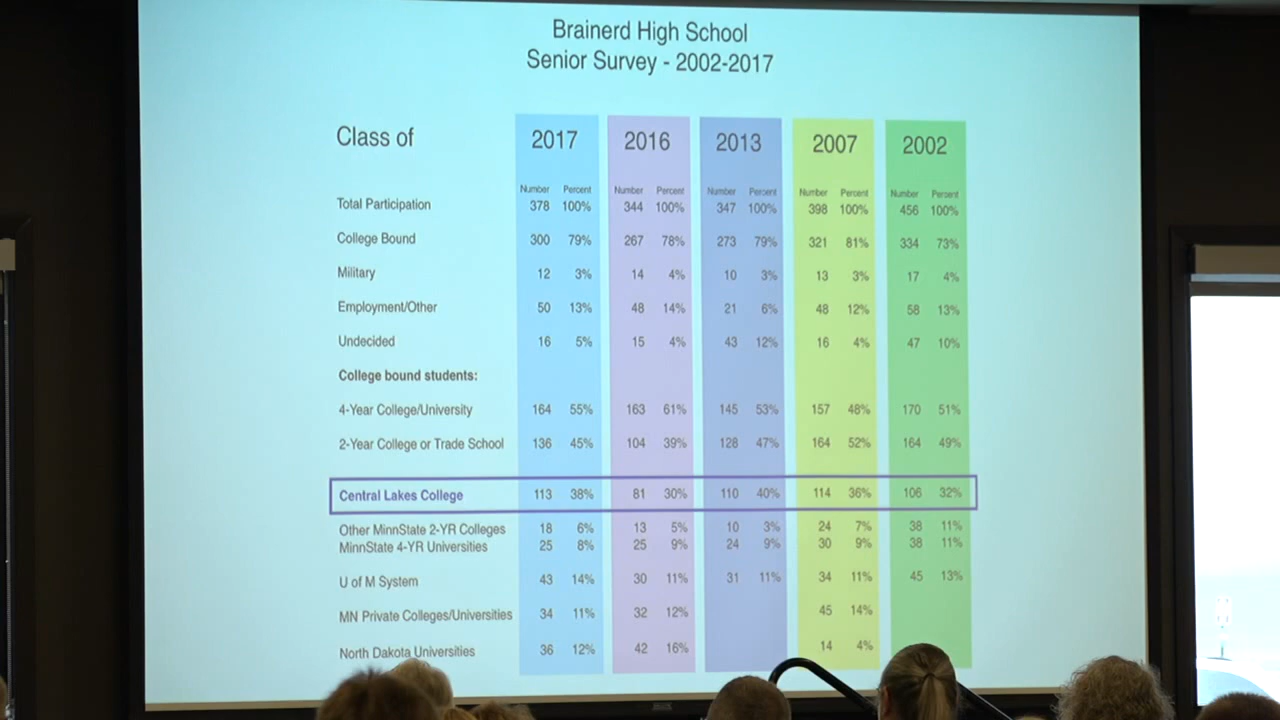 Brainerd High School
Senior Survey - 2002-2017
Class of 2017 2016 2013 2007 2002
Number Percent Number Percent Number Percent Number Percent Number Percent
Total Participation 378 100% 344 100% 347 100% 398 100% 456 100%
College Bound 300 79% 267 78% 273 79% 321 81% 334 73%
Military 12 3% 14 4% 10 3% 13 3% 17 4%
Employment/Other 50 13% 48 14% 21 6% 48 12% 58 13%
Undecided 16 5% 15 4% 43 12% 16 4% 47 10%
College bound students:
4-Year College/University 164 55% 163 61% 145 53% 157 48% 170 51%
2-Year College or Trade School 136 45% 104 39% 128 47% 164 52% 164 49%
Central Lakes College 113 38% 81 30% 110 40% 114 36% 106 32%
Other MinnState 2-YR Colleges 18 6% 13 5% 10 3% 24 7% 38 11%
MinnState 4-YR Universities 25 8% 25 9% 24 9% 30 9% 38 11%
U of M System 43 14% 30 11% 31 11% 34 11% 45 13%
MN Private Colleges/Universities 34 11% 32 12% 45 14%
North Dakota Universities 36 12% 42 16% 14 4%